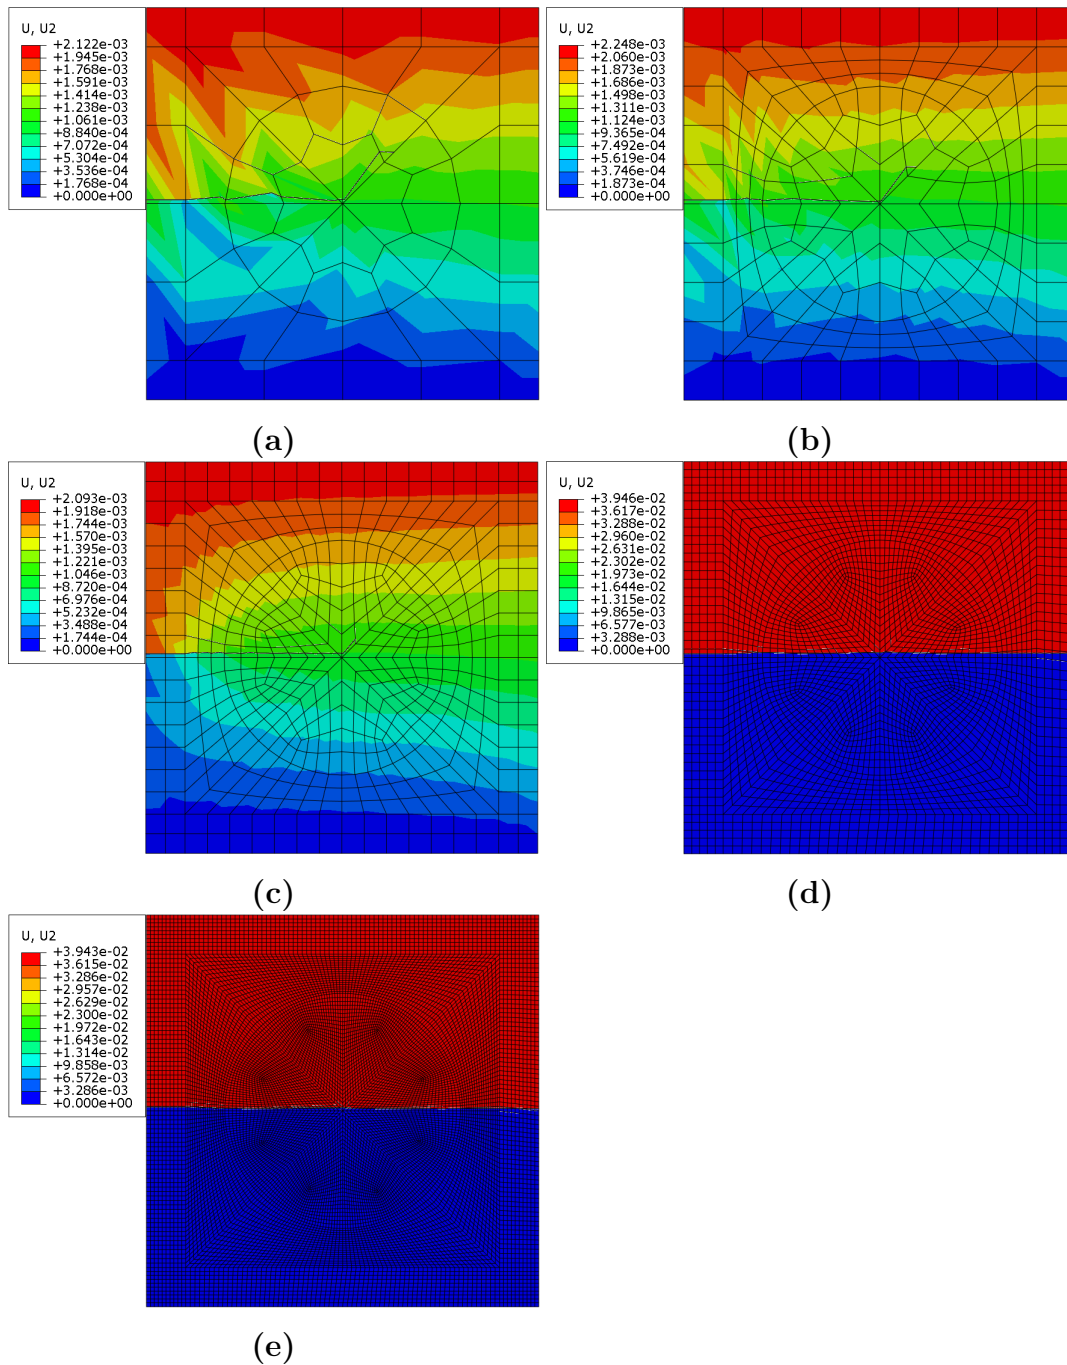 U, U2
+2.122e-03
+1.945e-03
+1.768e-03
+1.591e-03
+1.414e-03
+1.238e-03
+1.061e-03
+8.840e-04
+7.072e-04
+5.304e-04
+3.536e-04
+1.768e-04
+0.000e+00
(a)
U, U2
+2.248e-03
+2.060e-03
+1.873e-03
+1.686e-03
+1.498e-03
+1.311e-03
+1.124e-03
+9.365e-04
+7.492e-04
+5.619e-04
+3.746e-04
+1.873e-04
+0.000e+00
(b)
U, U2
+2.093e-03
+1.918e-03
+1.744e-03
+1.570e-03
+1.395e-03
+1.221e-03
+1.046e-03
+8.720e-04
+6.976e-04
+5.232e-04
+3.488e-04
+1.744e-04
+0.000e+00
(c)
U, U2
+3.946e-02
+3.617e-02
+3.288e-02
+2.960e-02
+2.631e-02
+2.302e-02
+1.973e-02
+1.644e-02
+1.315e-02
+9.865e-03
+6.577e-03
+3.288e-03
+0.000e+00
(d)
U, U2
+3.943e-02
+3.615e-02
+3.286e-02
+2.957e-02
+2.629e-02
+2.300e-02
+1.972e-02
+1.643e-02
+1.314e-02
+9.858e-03
+6.572e-03
+3.286e-03
+0.000e+00
(e)